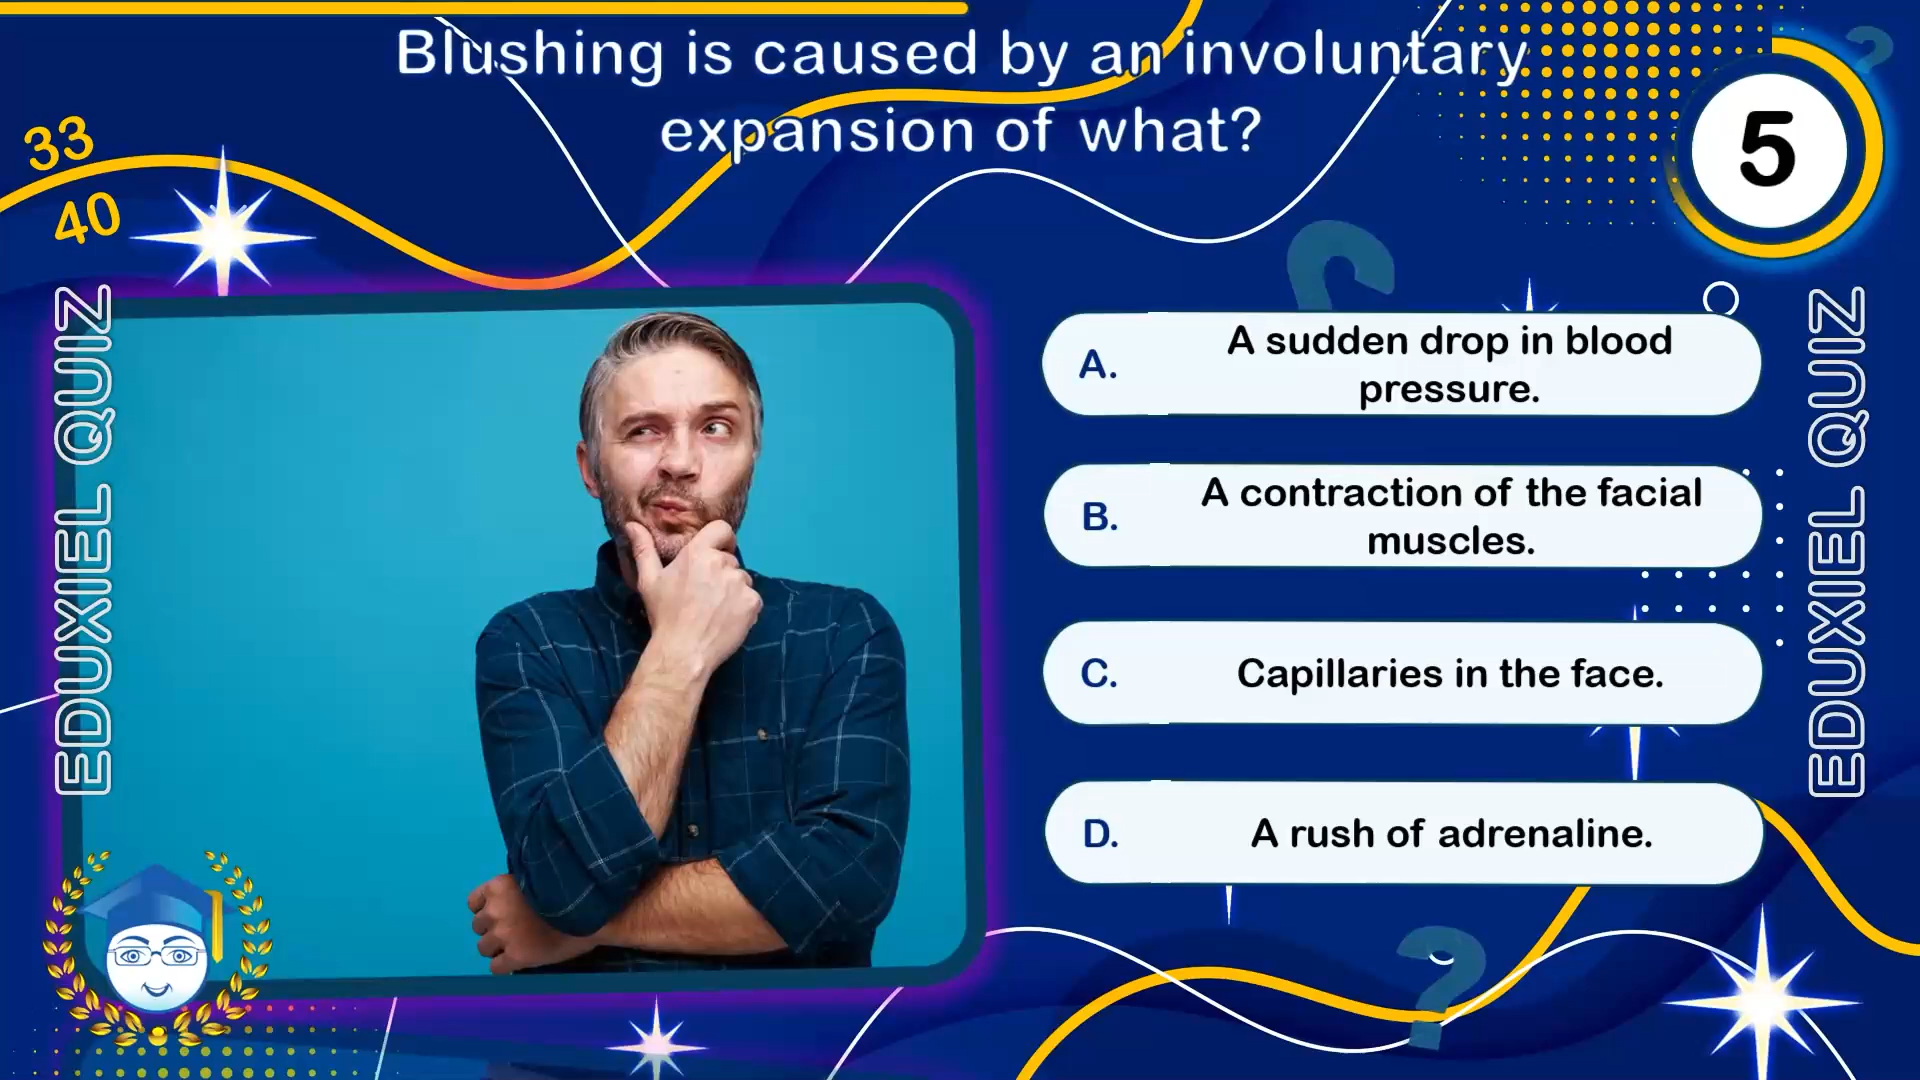 Blushing is caused by an involuntary
expansion of what?
33
40
5
EDUXIEL QUIZ
A. A sudden drop in blood
pressure.
B. A contraction of the facial
muscles.
C. Capillaries in the face.
D. A rush of adrenaline.
EDUXIEL QUIZ